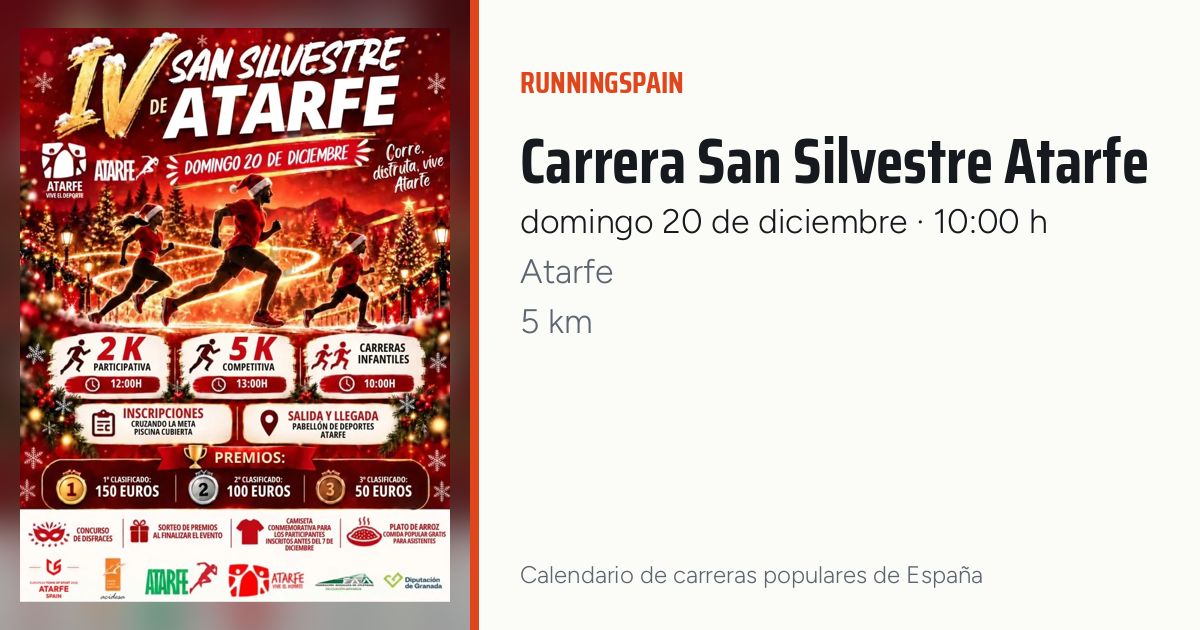 IV SAN SILVESTRE
DE ATARFE
ATARFE
VIVE EL DEPORTE
ATARFE
DOMINGO 20 DE DICIEMBRE
Corre,
disfruta, vive
Atarfe
2K
PARTICIPATIVA
12:00H
5K
COMPETITIVA
13:00H
CARRERAS
INFANTILES
10:00H
INSCRIPCIONES
CRUZANDO LA META
PISCINA CUBIERTA
SALIDA Y LLEGADA
PABELLÓN DE DEPORTES
ATARFE
PREMIOS:
1
1º CLASIFICADO:
150 EUROS
2
2º CLASIFICADO:
100 EUROS
3
3º CLASIFICADO:
50 EUROS
CONCURSO
DE DISFRACES
SORTEO DE PREMIOS
AL FINALIZAR EL EVENTO
CAMISETA
CONMEMORATIVA PARA
LOS PARTICIPANTES
INSCRITOS ANTES DEL 7 DE
DICIEMBRE
PLATO DE ARROZ
COMIDA POPULAR GRATIS
PARA ASISTENTES
ATARFE
SPAIN
acidesa
ATARFE
ATARFE
VIVE EL DEPORTE
Diputación
de Granada
RUNNINGSPAIN
Carrera San Silvestre Atarfe
domingo 20 de diciembre · 10:00 h
Atarfe
5 km
Calendario de carreras populares de España